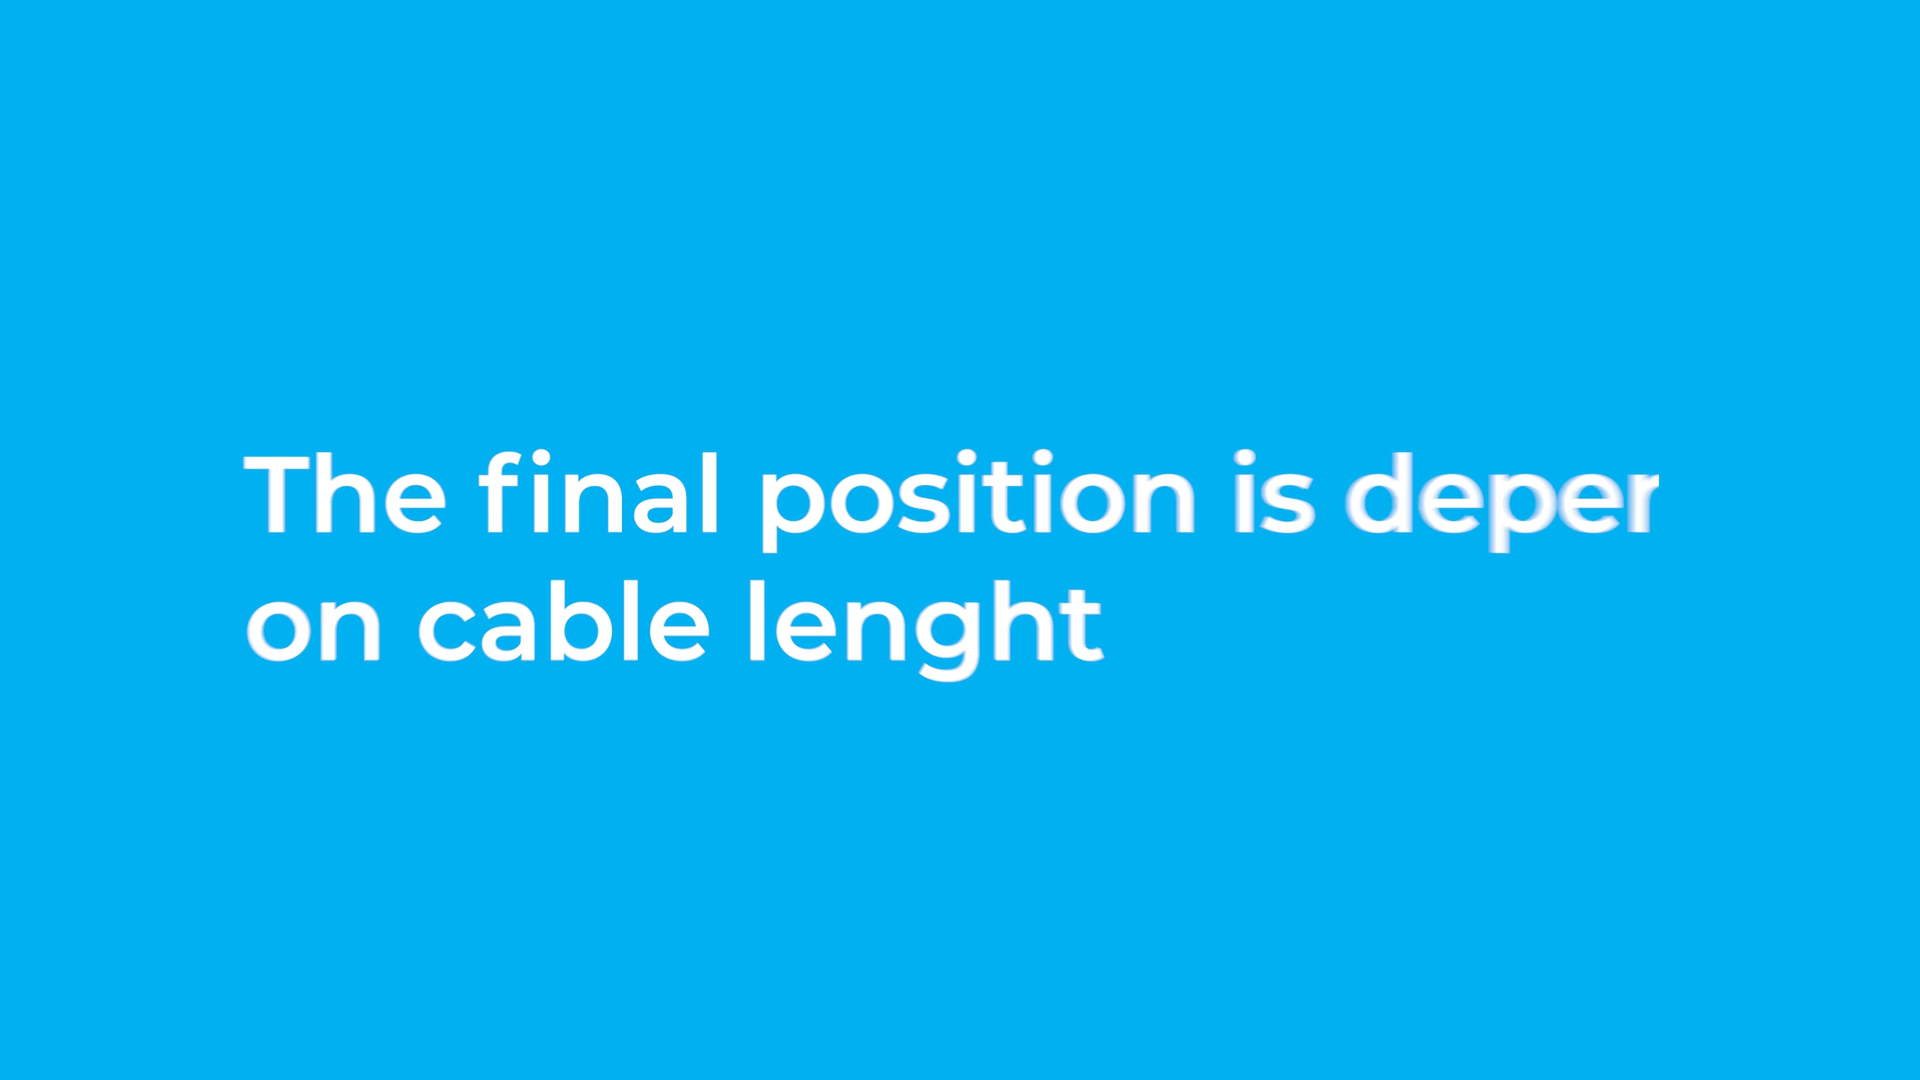 The final position is deper
on cable lenght